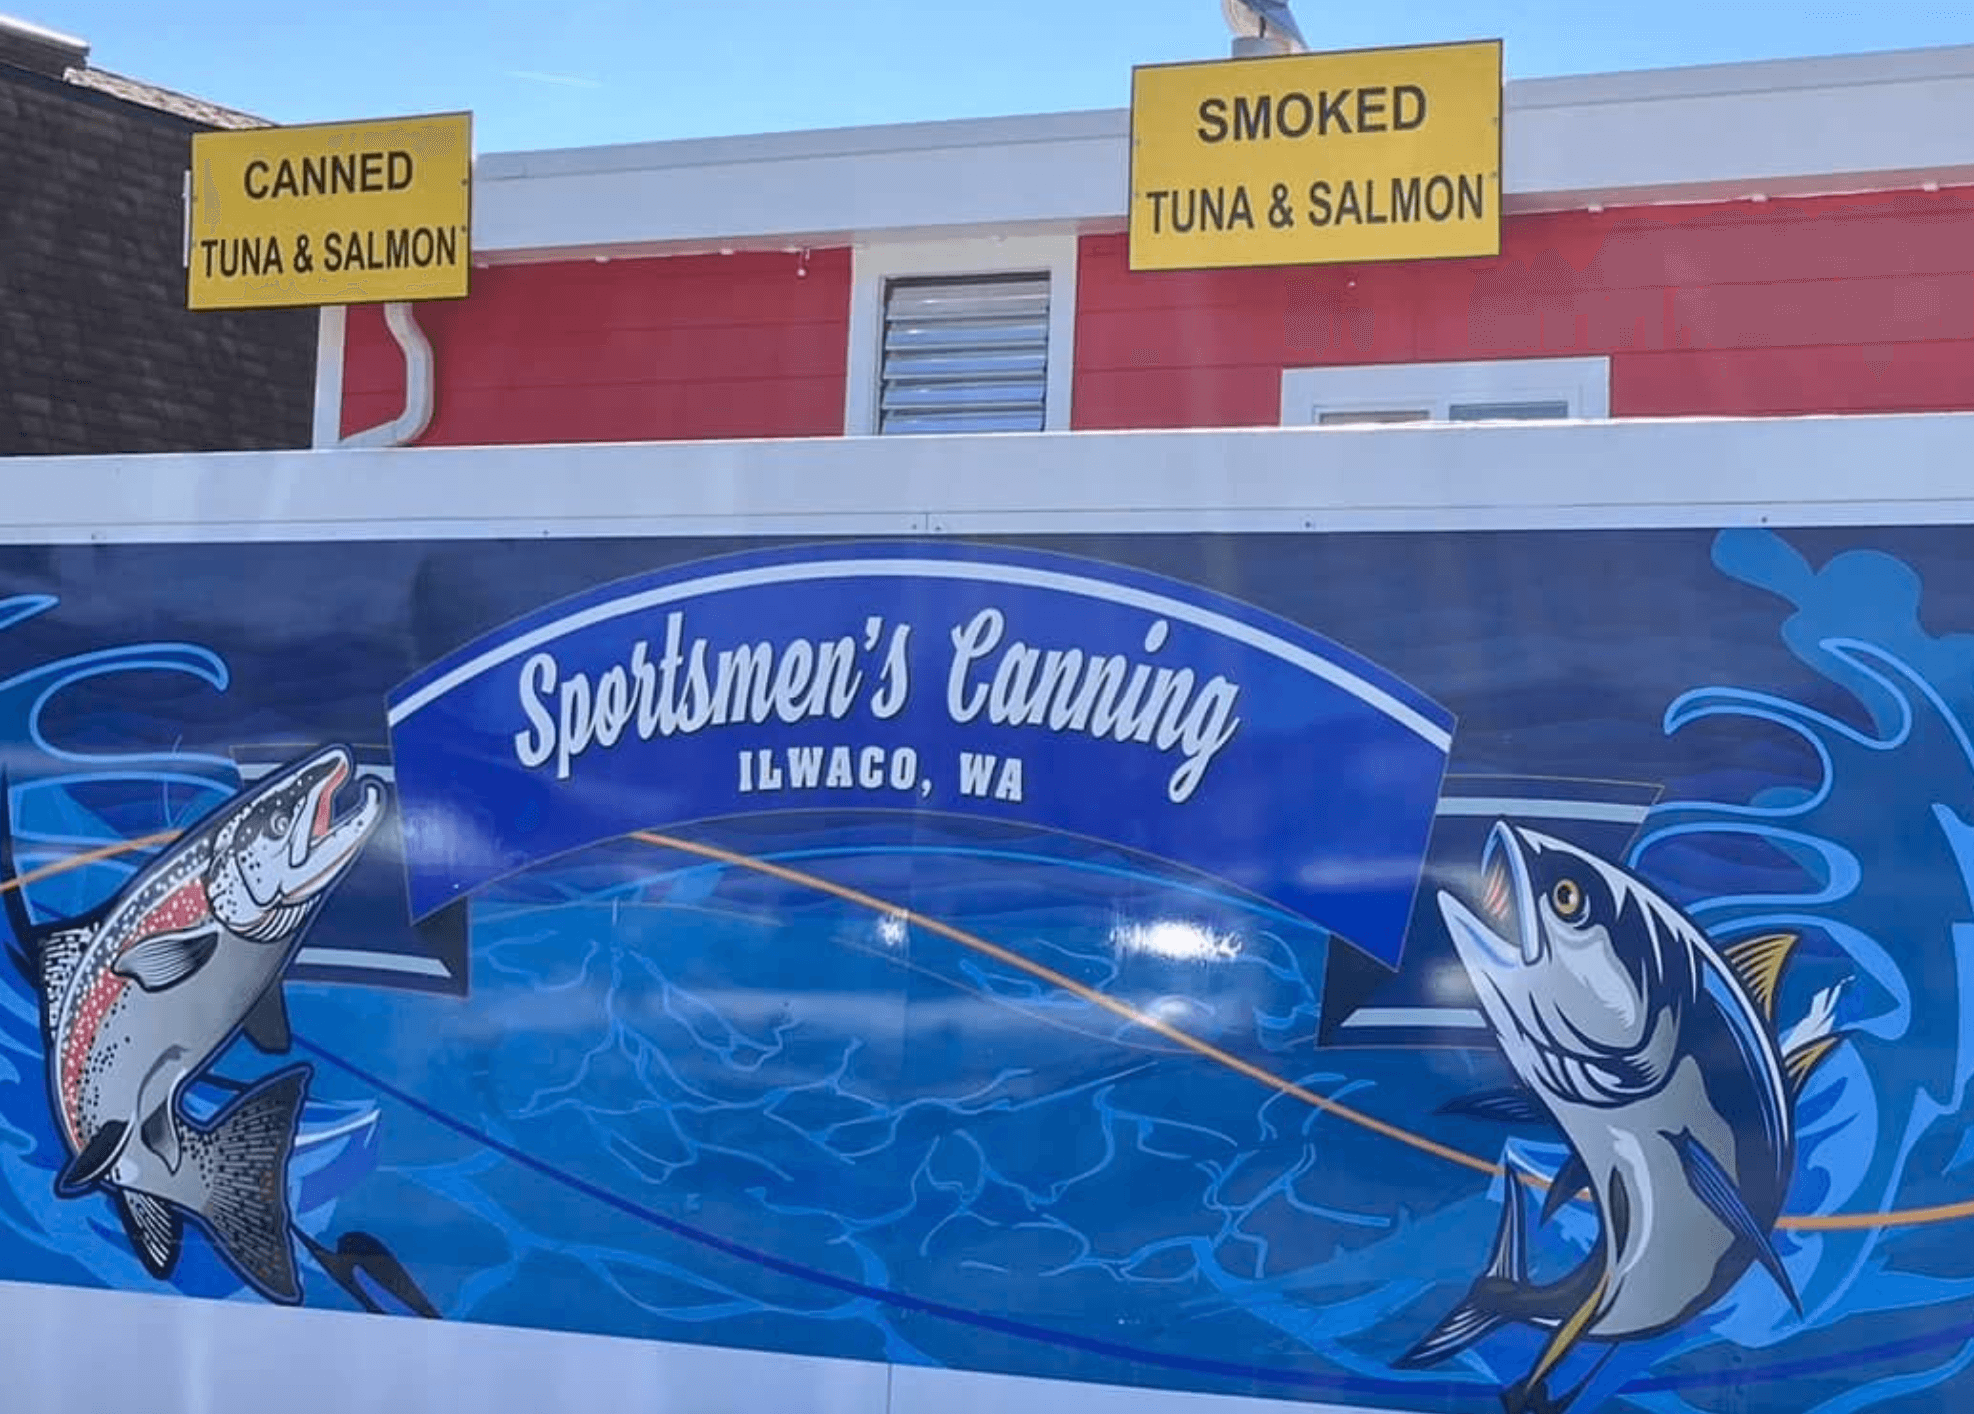 CANNED
TUNA & SALMON
SMOKED
TUNA & SALMON
Sportsmen's Canning
ILWACO, WA